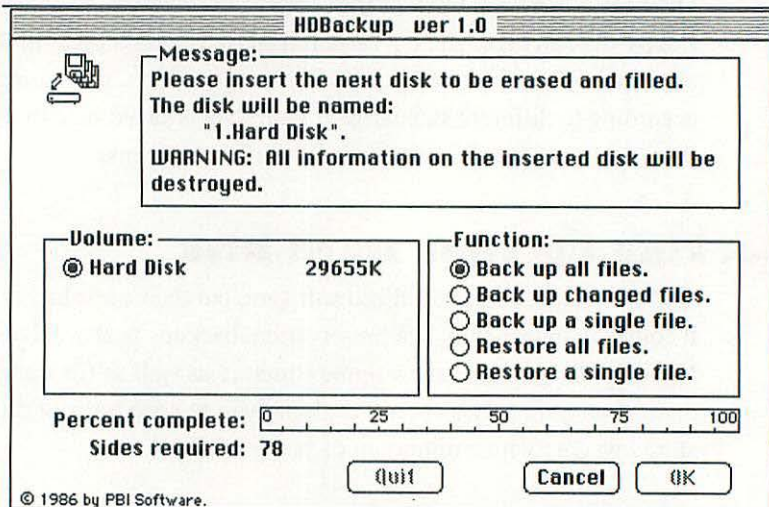 HDBackup ver 1.0
Message:
Please insert the next disk to be erased and filled.
The disk will be named:
"1.Hard Disk".
WARNING: All information on the inserted disk will be
destroyed.
Volume:
Hard Disk 29655K
Function:
Back up all files.
Back up changed files.
Back up a single file.
Restore all files.
Restore a single file.
Percent complete: 0 25 50 75 100
Sides required: 78
Quit Cancel OK
© 1986 by PBI Software.